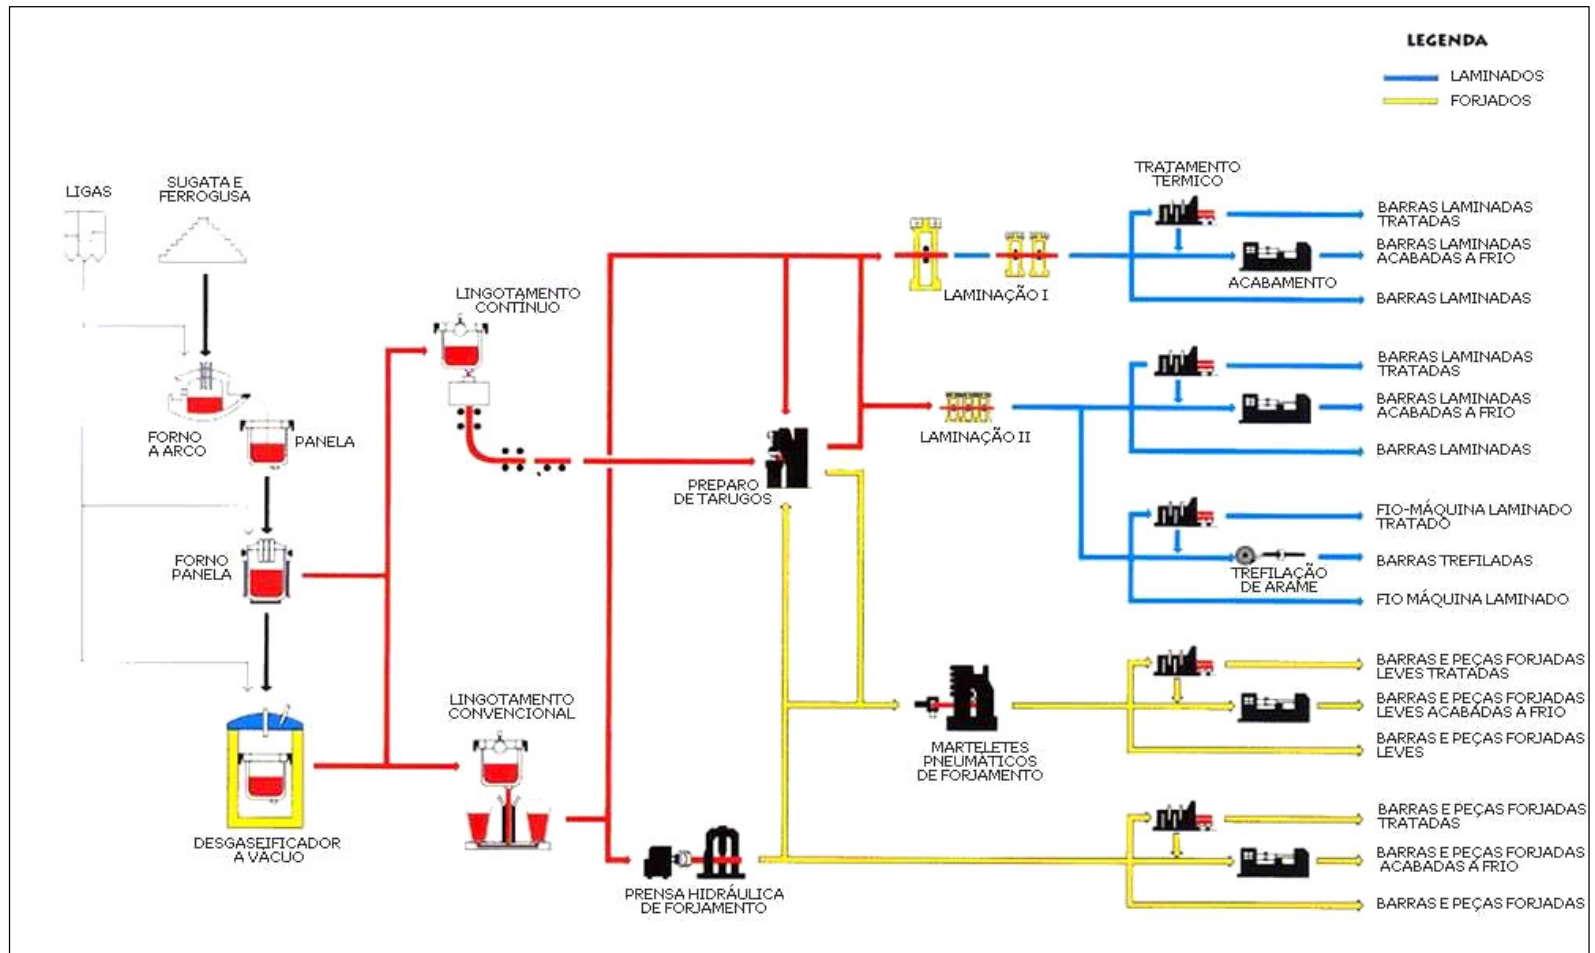 LEGENDA
LAMINADOS
FORJADOS
LIGAS
SUGATA E
FERROGUSA
FORNO
A ARCO
PANELA
FORNO
PANELA
DESGASEIFICADOR
A VÁCUO
LINGOTAMENTO
CONTÍNUO
LINGOTAMENTO
CONVENCIONAL
PREPARO
DE TARUGOS
PRENSA HIDRÁULICA
DE FORJAMENTO
LAMINAÇÃO I
LAMINAÇÃO II
MARTELETES
PNEUMÁTICOS
DE FORJAMENTO
TRATAMENTO
TÉRMICO
ACABAMENTO
TREFILAÇÃO
DE ARAME
BARRAS LAMINADAS
TRATADAS
BARRAS LAMINADAS
ACABADAS A FRIO
BARRAS LAMINADAS
BARRAS LAMINADAS
TRATADAS
BARRAS LAMINADAS
ACABADAS A FRIO
BARRAS LAMINADAS
FIO-MÁQUINA LAMINADO
TRATADO
BARRAS TREFILADAS
FIO MÁQUINA LAMINADO
BARRAS E PEÇAS FORJADAS
LEVES TRATADAS
BARRAS E PEÇAS FORJADAS
LEVES ACABADAS A FRIO
BARRAS E PEÇAS FORJADAS
LEVES
BARRAS E PEÇAS FORJADAS
TRATADAS
BARRAS E PEÇAS FORJADAS
ACABADAS A FRIO
BARRAS E PEÇAS FORJADAS